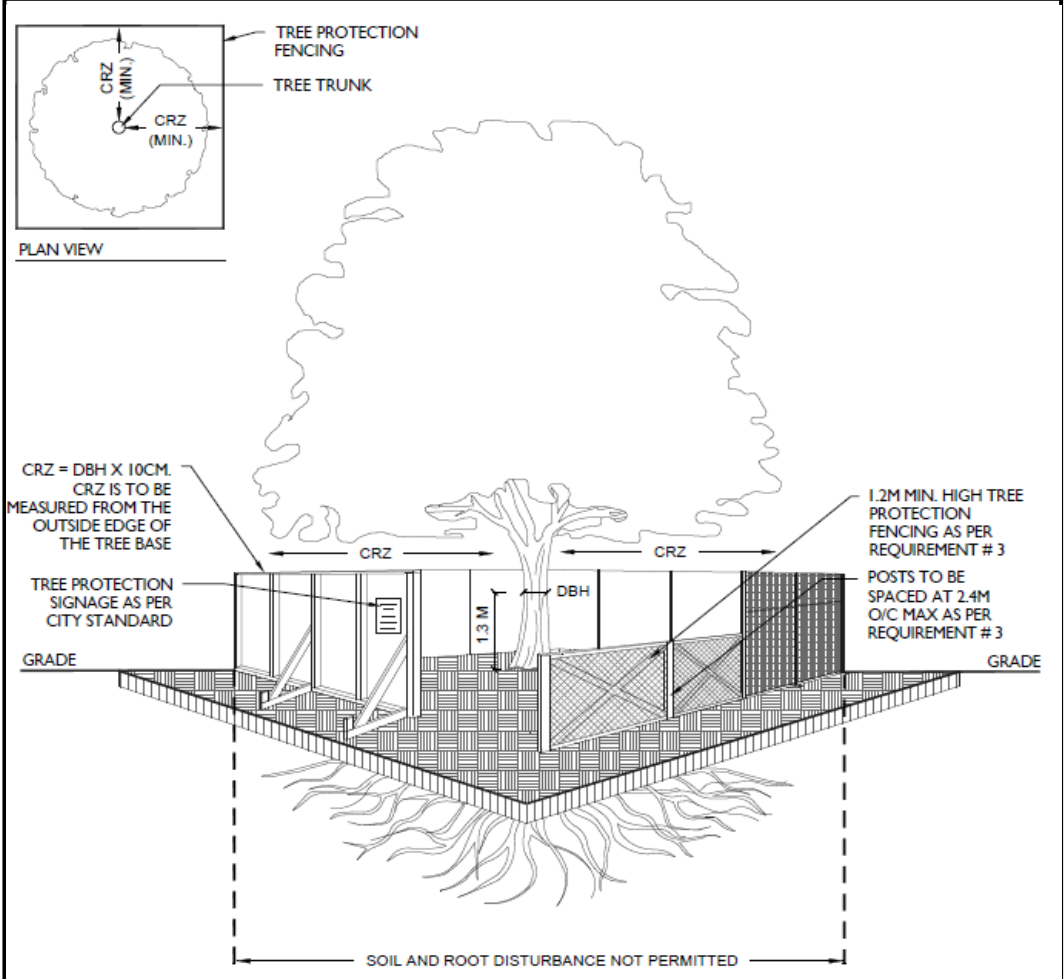 TREE PROTECTION
FENCING
TREE TRUNK
CRZ
(MIN.)
CRZ
(MIN.)
PLAN VIEW
CRZ = DBH X 10CM.
CRZ IS TO BE
MEASURED FROM THE
OUTSIDE EDGE OF
THE TREE BASE
TREE PROTECTION
SIGNAGE AS PER
CITY STANDARD
GRADE
CRZ
CRZ
DBH
1.3 M
1.2M MIN. HIGH TREE
PROTECTION
FENCING AS PER
REQUIREMENT # 3
POSTS TO BE
SPACED AT 2.4M
O/C MAX AS PER
REQUIREMENT # 3
GRADE
SOIL AND ROOT DISTURBANCE NOT PERMITTED